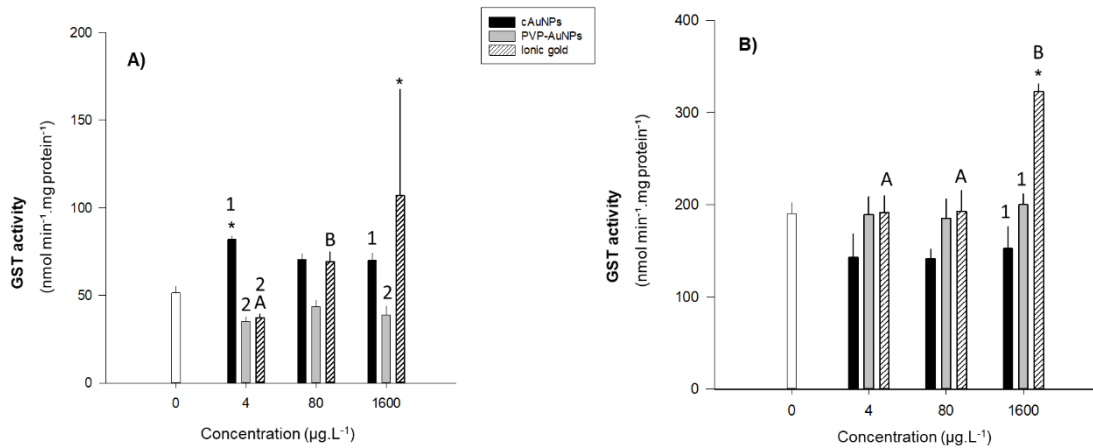 cAuNPs
PVP-AuNPs
Ionic gold
A)
GST activity
(nmol min⁻¹.mg protein⁻¹)
200
150
100
50
0
1
*
2
2
A
B
1
2
*
0 4 80 1600
Concentration (µg.L⁻¹)
B)
GST activity
(nmol min⁻¹.mg protein⁻¹)
400
300
200
100
0
A
A
1
1
B
*
0 4 80 1600
Concentration (µg.L⁻¹)